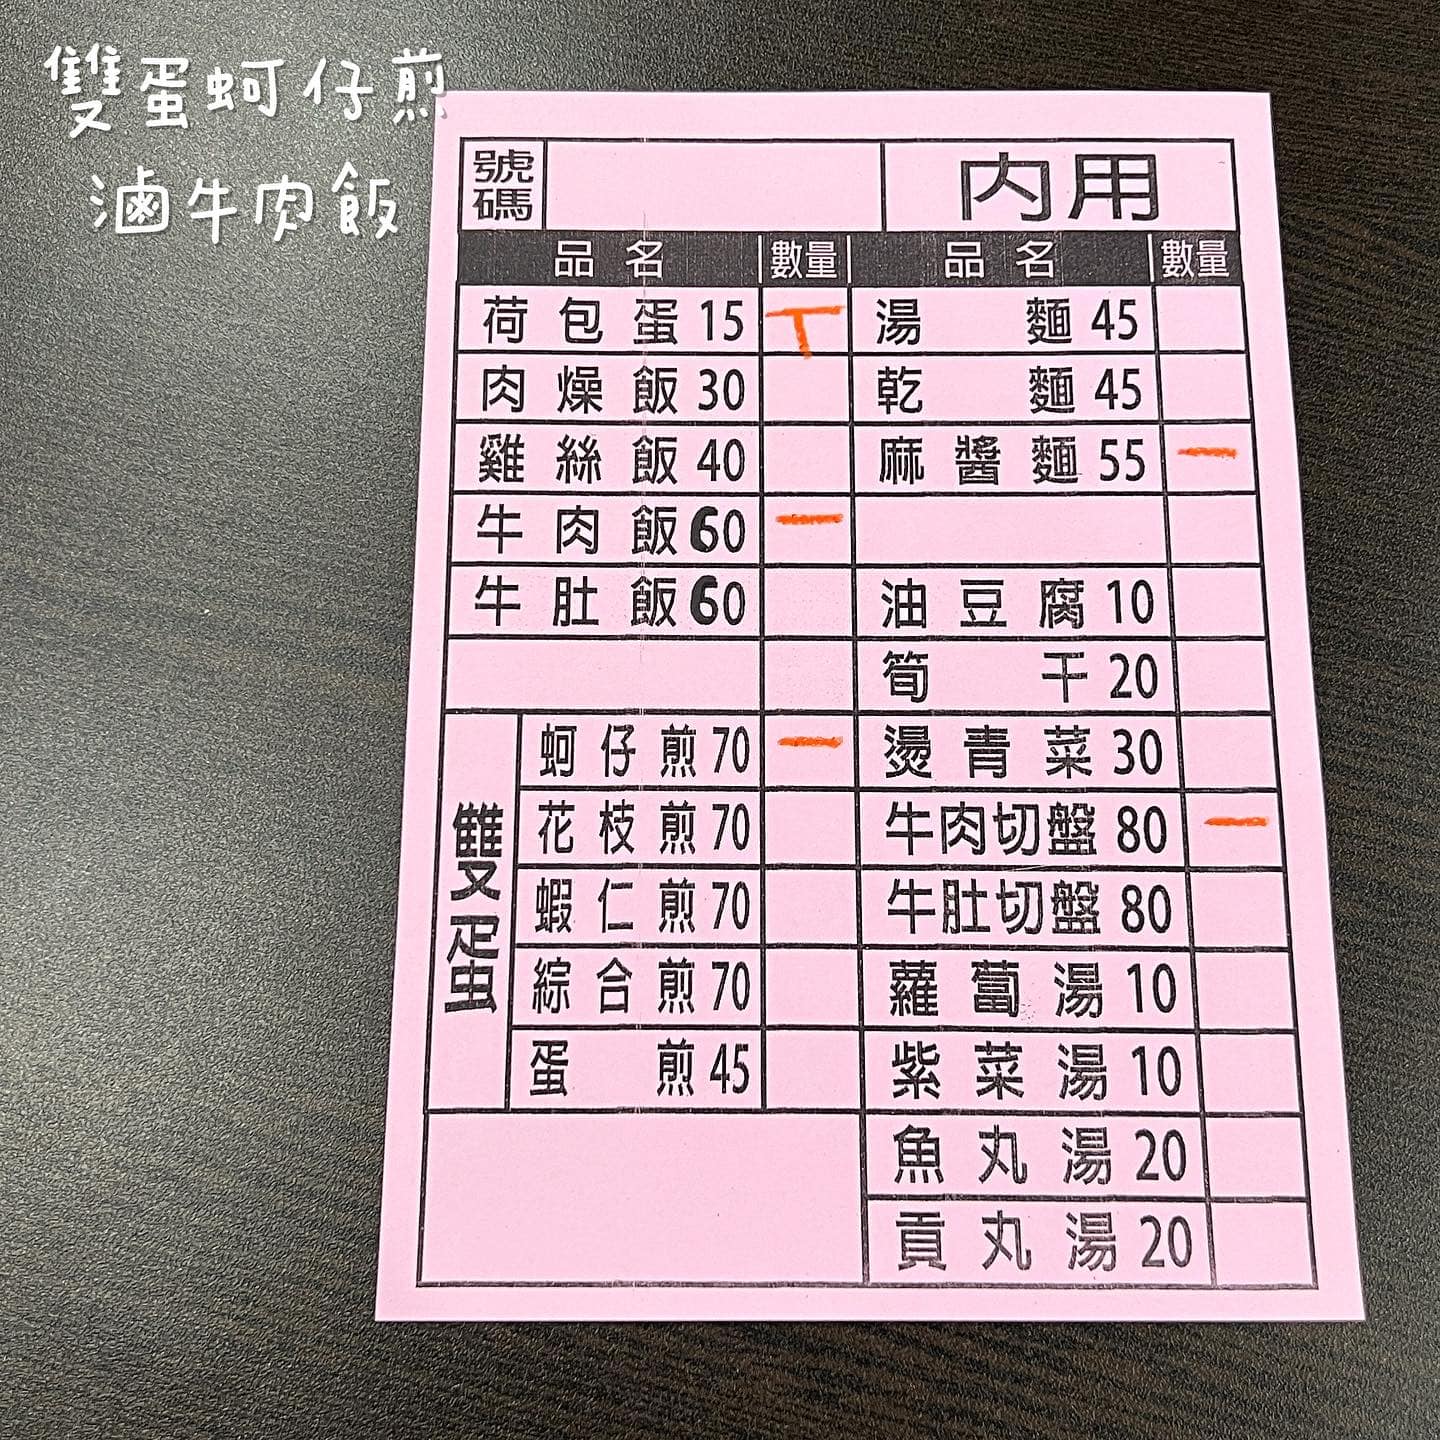 雙蛋蚵仔煎
滷牛肉飯
號碼 內用
品名 數量 品名 數量
荷包蛋 15 丅 湯麵 45
肉燥飯 30 乾麵 45
雞絲飯 40 麻醬麵 55 一
牛肉飯 60 一
牛肚飯 60 油豆腐 10
筍干 20
雙蛋
蚵仔煎 70 一 燙青菜 30
花枝煎 70 牛肉切盤 80 一
蝦仁煎 70 牛肚切盤 80
綜合煎 70 蘿蔔湯 10
蛋煎 45 紫菜湯 10
魚丸湯 20
貢丸湯 20